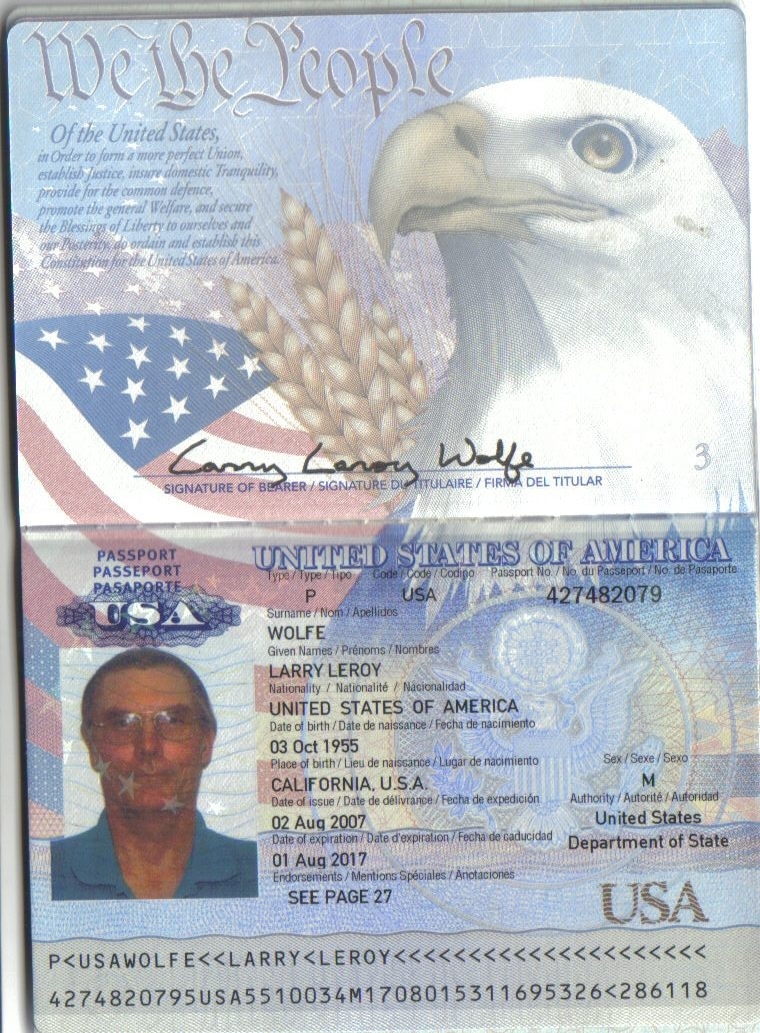 We the People
Of the United States,
in Order to form a more perfect Union,
establish Justice, insure domestic Tranquility,
provide for the common defence,
promote the general Welfare, and secure
the Blessings of Liberty to ourselves and
our Posterity, do ordain and establish this
Constitution for the United States of America.
Larry Leroy Wolfe
3
SIGNATURE OF BEARER / SIGNATURE DU TITULAIRE / FIRMA DEL TITULAR
PASSPORT
PASSEPORT
PASAPORTE
USA
UNITED STATES OF AMERICA
Type / Type / Tipo Code / Code / Codigo Passport No. / No. du Passeport / No. de Pasaporte
P USA 427482079
Surname / Nom / Apellidos
WOLFE
Given Names / Prénoms / Nombres
LARRY LEROY
Nationality / Nationalité / Nacionalidad
UNITED STATES OF AMERICA
Date of birth / Date de naissance / Fecha de nacimiento
03 Oct 1955
Place of birth / Lieu de naissance / Lugar de nacimiento Sex / Sexe / Sexo
CALIFORNIA, U.S.A. M
Date of issue / Date de délivrance / Fecha de expedición Authority / Autorité / Autoridad
02 Aug 2007 United States
Date of expiration / Date d'expiration / Fecha de caducidad Department of State
01 Aug 2017
Endorsements / Mentions Spéciales / Anotaciones
SEE PAGE 27
USA
P<USAWOLFE<<LARRY<LEROY<<<<<<<<<<<<<<<<<<<<<
4274820795USA5510034M1708015311695326<286118